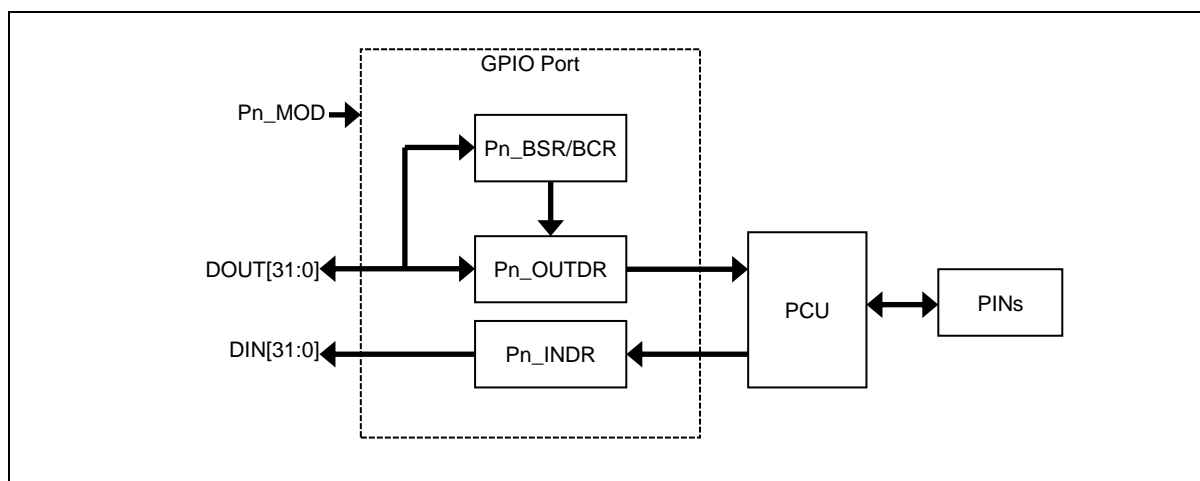 GPIO Port
Pn_MOD
Pn_BSR/BCR
DOUT[31:0]
Pn_OUTDR
PCU
PINs
DIN[31:0]
Pn_INDR